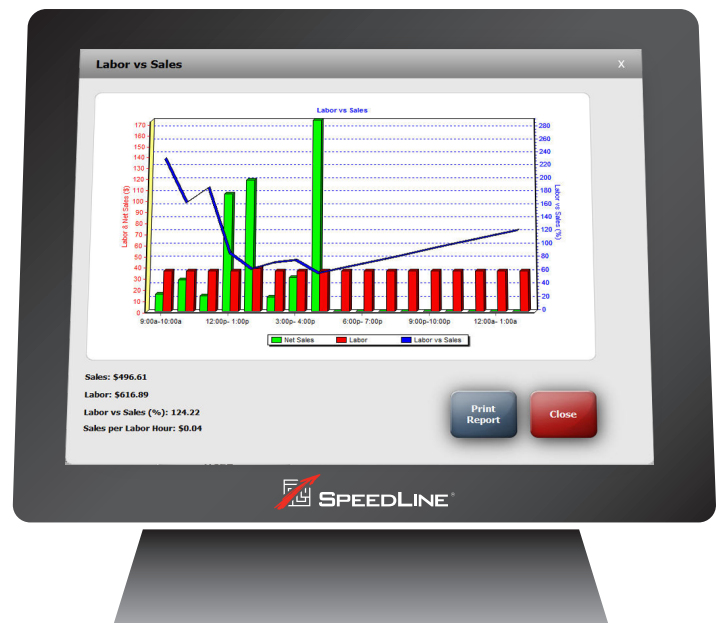 Labor vs Sales
X
Labor vs Sales
170
160
150
140
130
120
110
100
90
80
70
60
50
40
30
20
10
0
Labor & Net Sales ($)
280
260
240
220
200
180
160
140
120
100
80
60
40
20
0
Labor vs Sales (%)
9:00a-10:00a 12:00p- 1:00p 3:00p- 4:00p 6:00p- 7:00p 9:00p-10:00p 12:00a- 1:00a
Net Sales Labor Labor vs Sales
Sales: $496.61
Labor: $616.89
Labor vs Sales (%): 124.22
Sales per Labor Hour: $0.04
Print
Report
Close
SPEEDLINE®